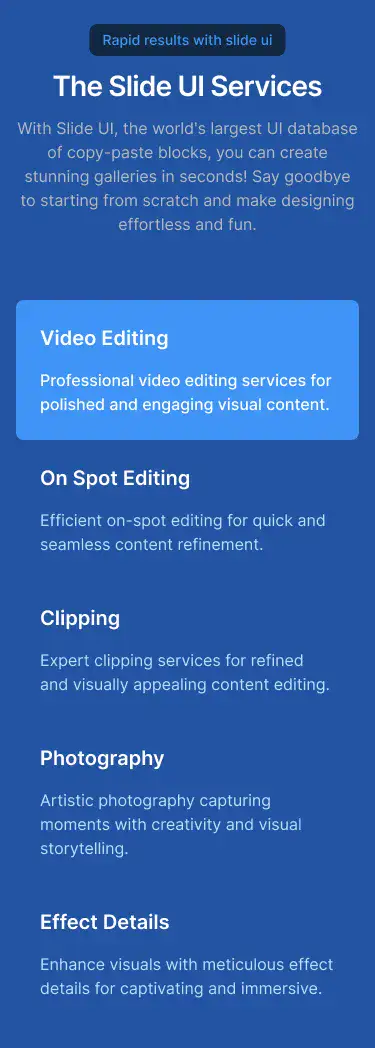 Rapid results with slide ui
The Slide UI Services
With Slide UI, the world's largest UI database
of copy-paste blocks, you can create
stunning galleries in seconds! Say goodbye
to starting from scratch and make designing
effortless and fun.
Video Editing
Professional video editing services for
polished and engaging visual content.
On Spot Editing
Efficient on-spot editing for quick and
seamless content refinement.
Clipping
Expert clipping services for refined
and visually appealing content editing.
Photography
Artistic photography capturing
moments with creativity and visual
storytelling.
Effect Details
Enhance visuals with meticulous effect
details for captivating and immersive.